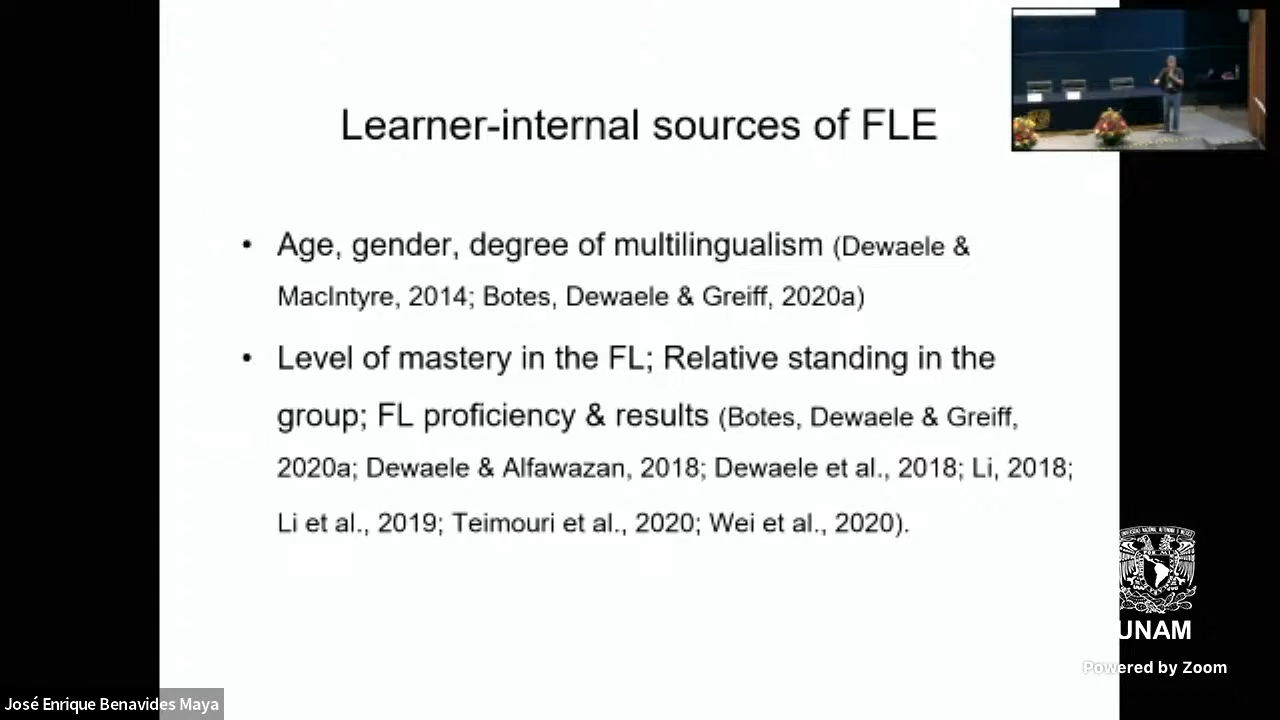 Learner-internal sources of FLE
• Age, gender, degree of multilingualism (Dewaele &
MacIntyre, 2014; Botes, Dewaele & Greiff, 2020a)
• Level of mastery in the FL; Relative standing in the
group; FL proficiency & results (Botes, Dewaele & Greiff,
2020a; Dewaele & Alfawazan, 2018; Dewaele et al., 2018; Li, 2018;
Li et al., 2019; Teimouri et al., 2020; Wei et al., 2020).
UNAM
Powered by Zoom
José Enrique Benavides Maya